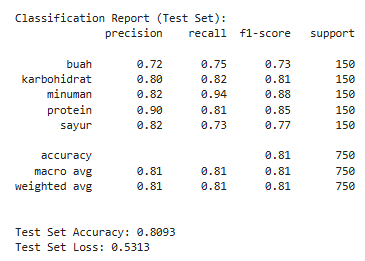 Classification Report (Test Set):
              precision    recall  f1-score   support

        buah       0.72      0.75      0.73       150
 karbohidrat       0.80      0.82      0.81       150
     minuman       0.82      0.94      0.88       150
     protein       0.90      0.81      0.85       150
       sayur       0.82      0.73      0.77       150

    accuracy                           0.81       750
   macro avg       0.81      0.81      0.81       750
weighted avg       0.81      0.81      0.81       750

Test Set Accuracy: 0.8093
Test Set Loss: 0.5313